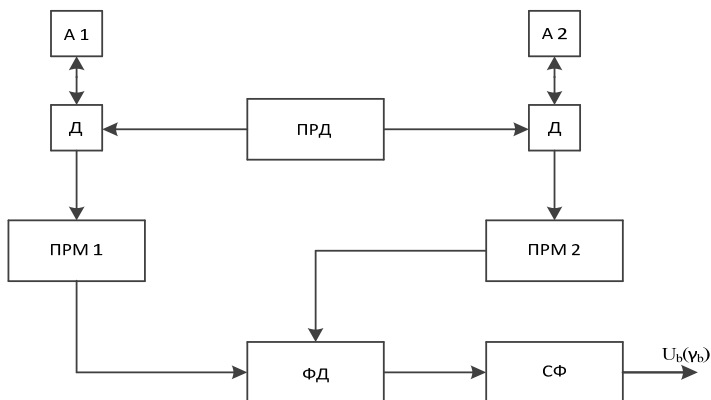 А 1
А 2
Д
ПРД
Д
ПРМ 1
ПРМ 2
ФД
СФ
Ub(γb)